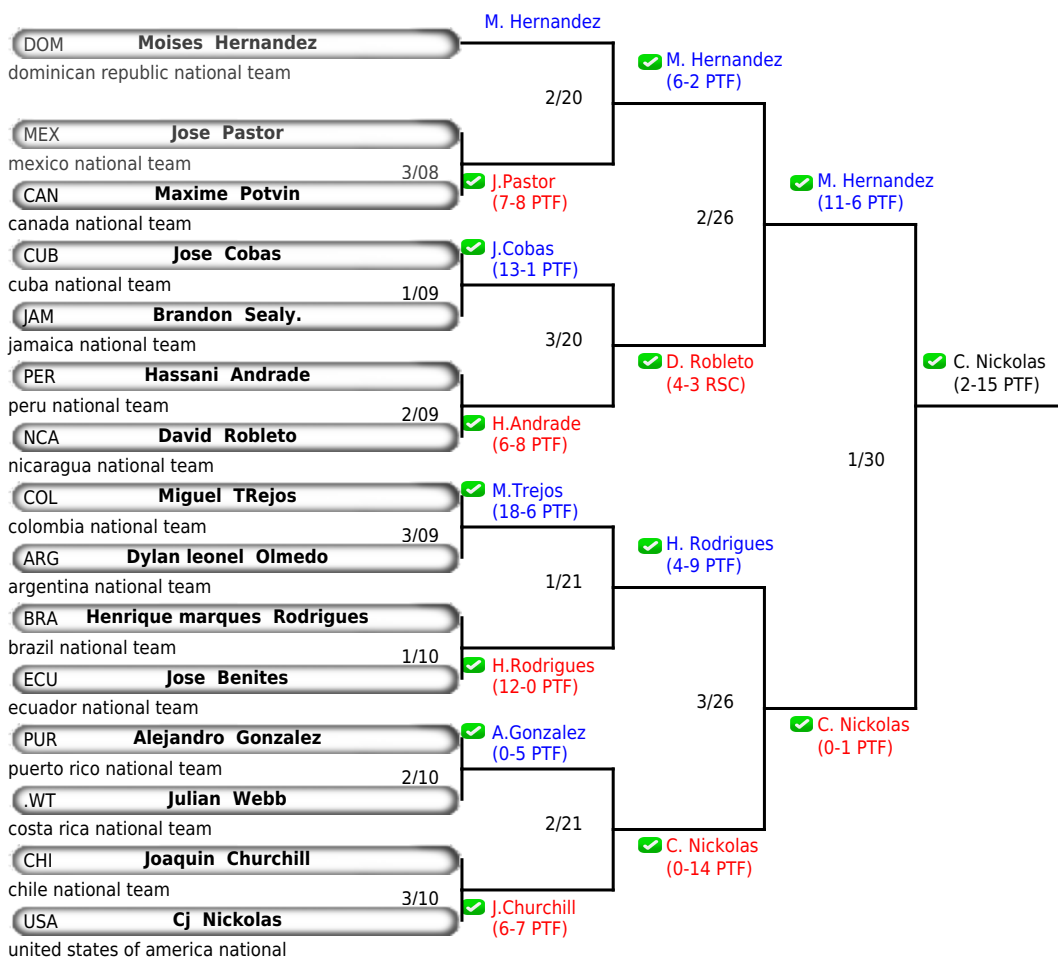 M. Hernandez
DOM Moises Hernandez
dominican republic national team
M. Hernandez
(6-2 PTF)
2/20
MEX Jose Pastor
mexico national team
3/08
J.Pastor
(7-8 PTF)
CAN Maxime Potvin
canada national team
M. Hernandez
(11-6 PTF)
2/26
CUB Jose Cobas
cuba national team
J.Cobas
(13-1 PTF)
1/09
JAM Brandon Sealy.
jamaica national team
3/20
PER Hassani Andrade
peru national team
D. Robleto
(4-3 RSC)
C. Nickolas
(2-15 PTF)
2/09
H.Andrade
(6-8 PTF)
NCA David Robleto
nicaragua national team
1/30
COL Miguel TRejos
colombia national team
M.Trejos
(18-6 PTF)
3/09
ARG Dylan leonel Olmedo
argentina national team
H. Rodrigues
(4-9 PTF)
1/21
BRA Henrique marques Rodrigues
brazil national team
1/10
H.Rodrigues
(12-0 PTF)
ECU Jose Benites
ecuador national team
3/26
C. Nickolas
(0-1 PTF)
PUR Alejandro Gonzalez
puerto rico national team
A.Gonzalez
(0-5 PTF)
2/10
.WT Julian Webb
costa rica national team
2/21
CHI Joaquin Churchill
chile national team
C. Nickolas
(0-14 PTF)
3/10
J.Churchill
(6-7 PTF)
USA Cj Nickolas
united states of america national